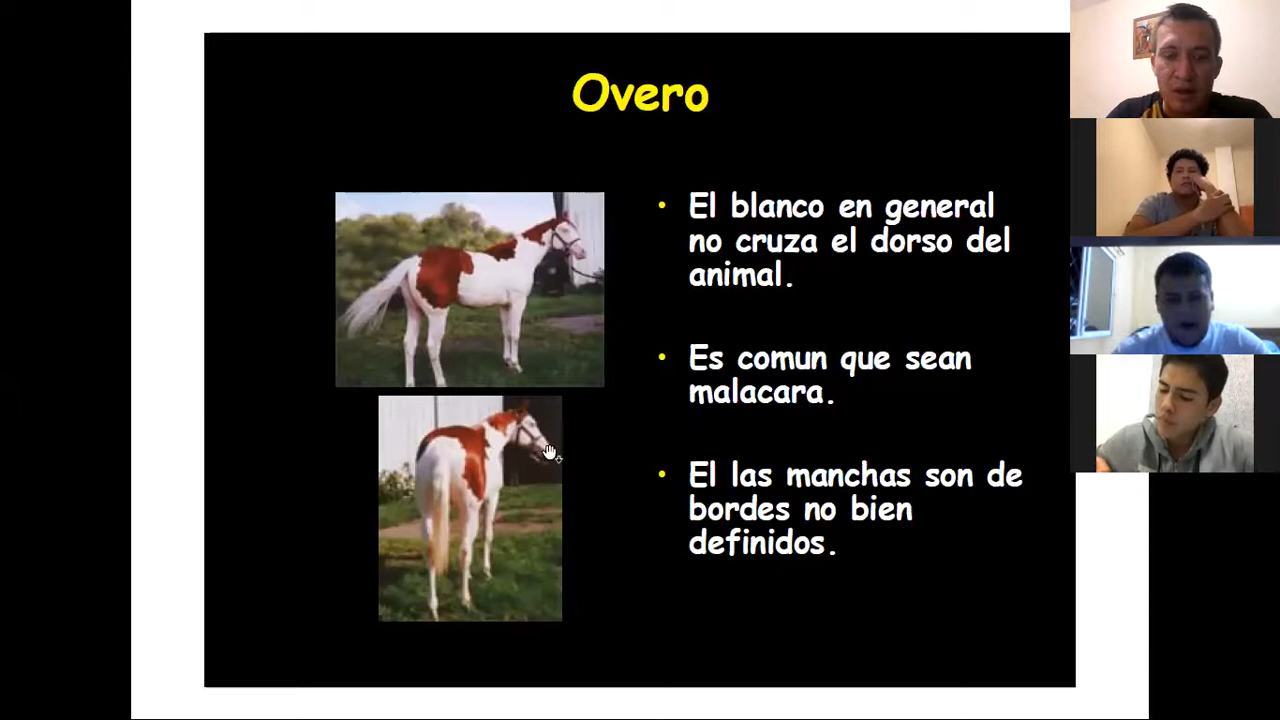 Overo
• El blanco en general
no cruza el dorso del
animal.
• Es comun que sean
malacara.
• El las manchas son de
bordes no bien
definidos.